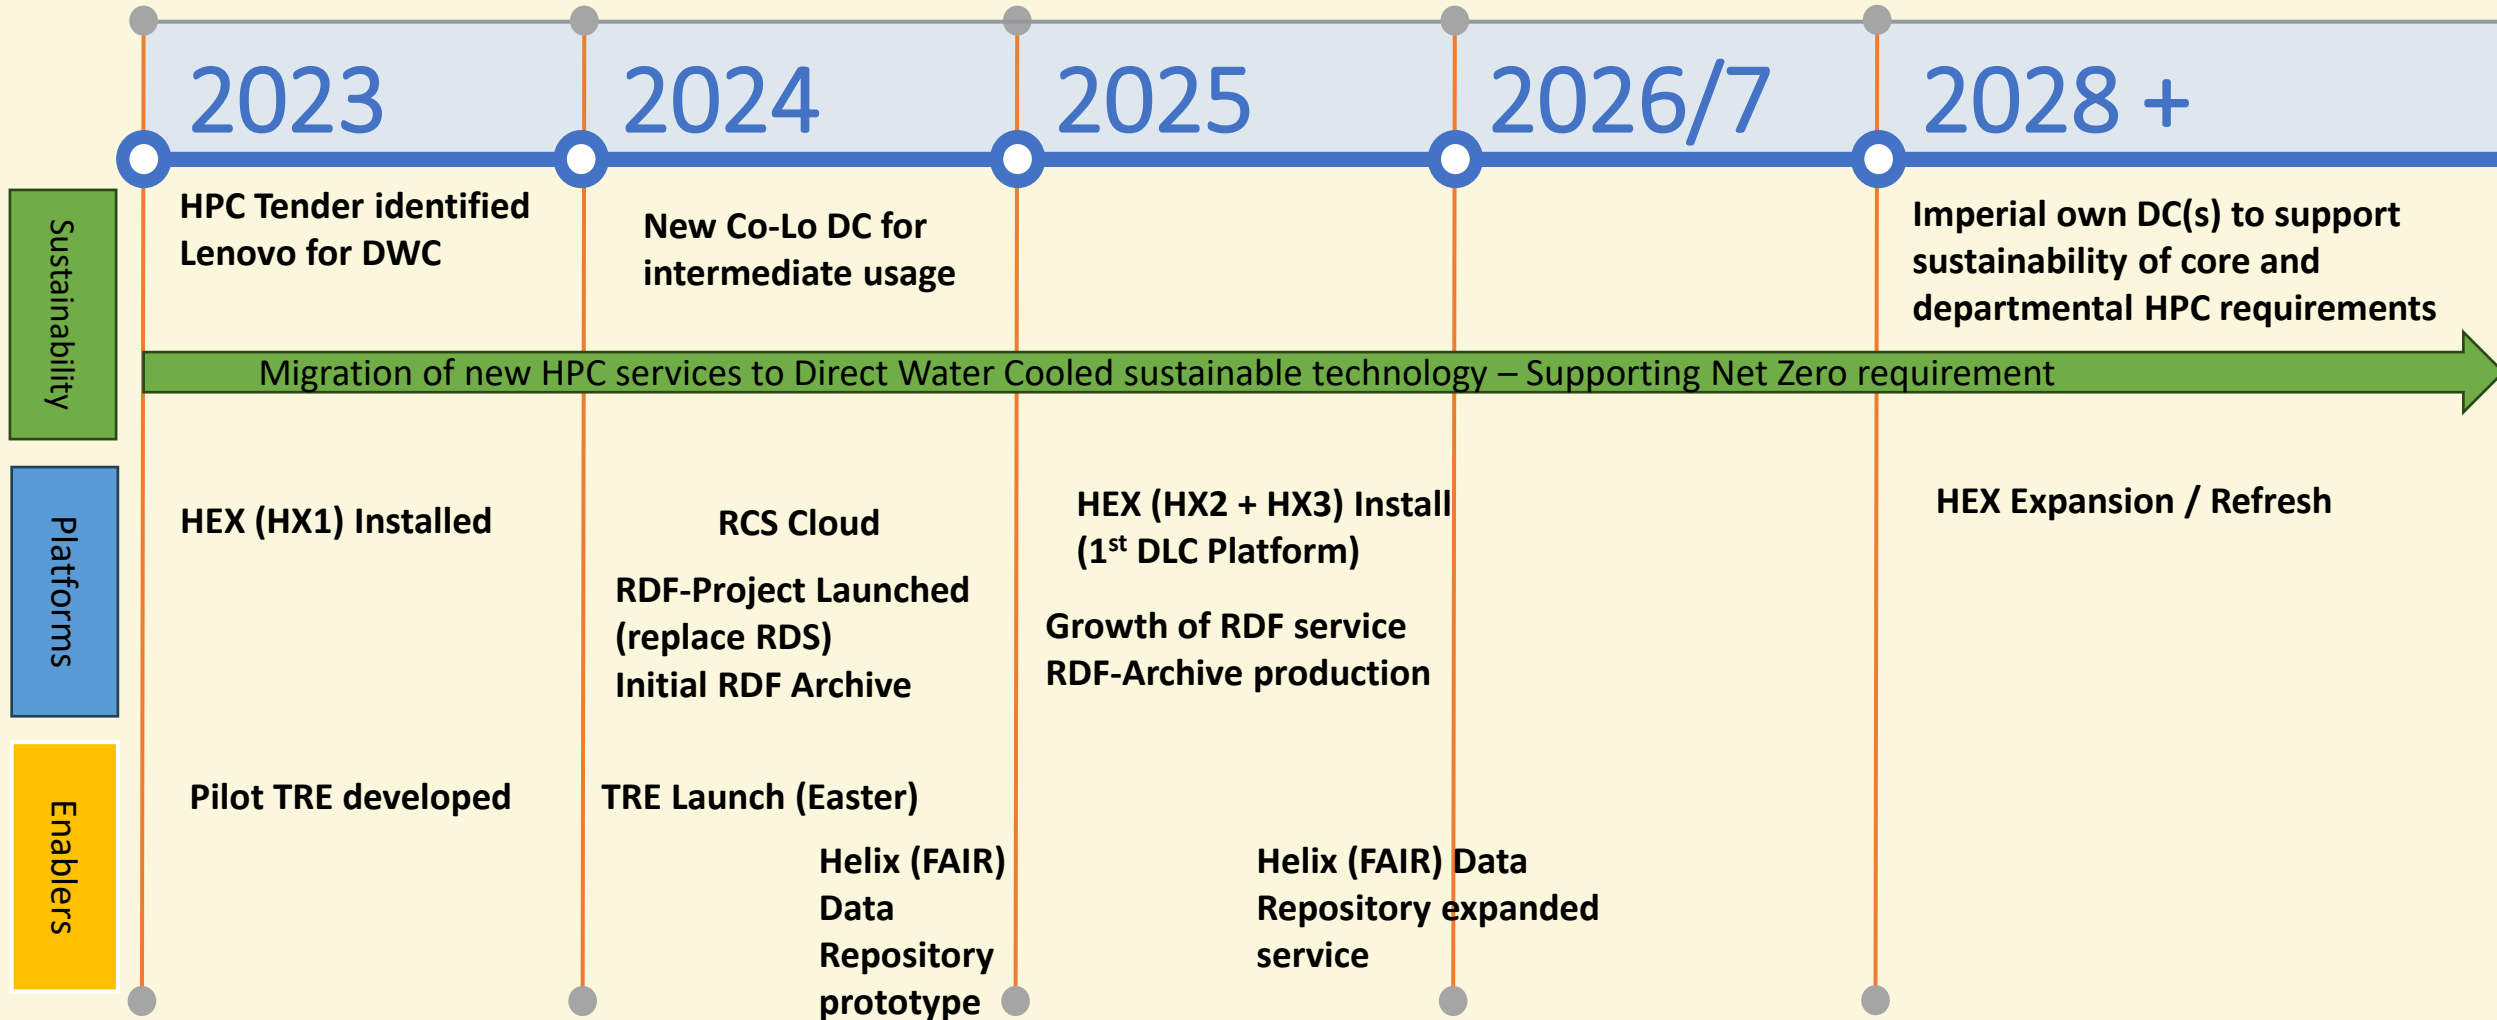 2023
2024
2025
2026/7
2028 +
Sustainability
HPC Tender identified
Lenovo for DWC
New Co-Lo DC for
intermediate usage
Imperial own DC(s) to support
sustainability of core and
departmental HPC requirements
Migration of new HPC services to Direct Water Cooled sustainable technology – Supporting Net Zero requirement
Platforms
HEX (HX1) Installed
RCS Cloud
RDF-Project Launched
(replace RDS)
Initial RDF Archive
HEX (HX2 + HX3) Install
(1st DLC Platform)
Growth of RDF service
RDF-Archive production
HEX Expansion / Refresh
Enablers
Pilot TRE developed
TRE Launch (Easter)
Helix (FAIR)
Data
Repository
prototype
Helix (FAIR) Data
Repository expanded
service